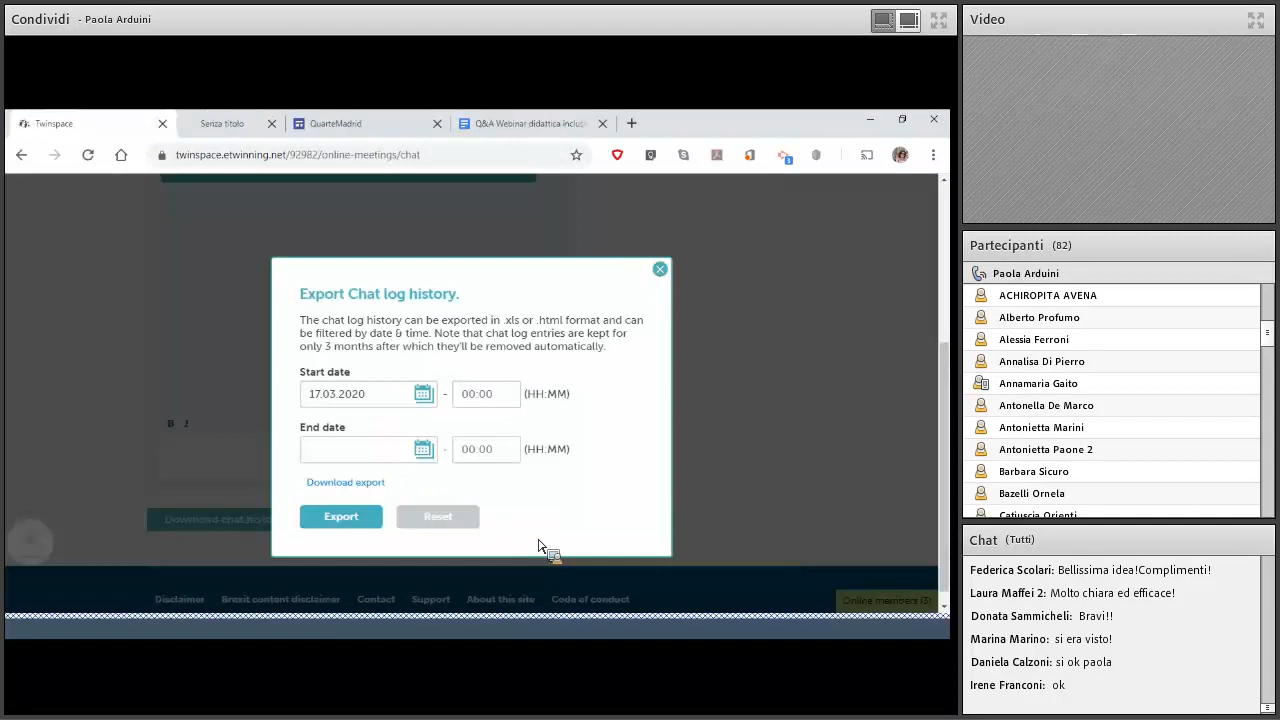 Condividi - Paola Arduini
Twinspace
Senza titolo
QuarteMadrid
Q&A Webinar didattica inclus
twinspace.etwinning.net/92982/online-meetings/chat
3
Export Chat log history.
The chat log history can be exported in .xls or .html format and can
be filtered by date & time. Note that chat log entries are kept for
only 3 months after which they'll be removed automatically.
Start date
17.03.2020 - 00:00 (HH:MM)
End date
- 00:00 (HH:MM)
Download export
Export Reset
B I
Disclaimer Brexit content disclaimer Contact Support About this site Code of conduct
Online members (3)
Video
Partecipanti (82)
Paola Arduini
ACHIROPITA AVENA
Alberto Profumo
Alessia Ferroni
Annalisa Di Pierro
Annamaria Gaito
Antonella De Marco
Antonietta Marini
Antonietta Paone 2
Barbara Sicuro
Bazelli Ornela
Catiuscia Orienti
Chat (Tutti)
Federica Scolari: Bellissima idea!Complimenti!
Laura Maffei 2: Molto chiara ed efficace!
Donata Sammicheli: Bravi!!
Marina Marino: si era visto!
Daniela Calzoni: si ok paola
Irene Franconi: ok